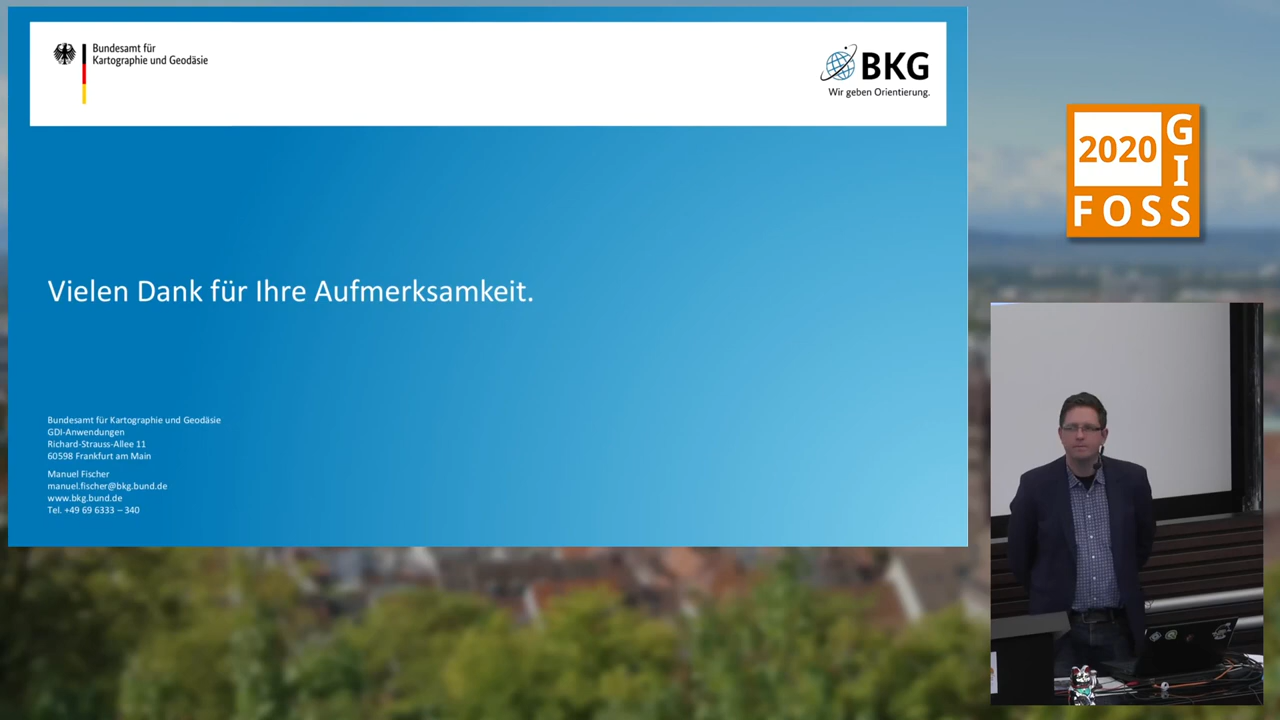 Bundesamt für
Kartographie und Geodäsie
BKG
Wir geben Orientierung.
2020
G
I
FOSS
Vielen Dank für Ihre Aufmerksamkeit.
Bundesamt für Kartographie und Geodäsie
GDI-Anwendungen
Richard-Strauss-Allee 11
60598 Frankfurt am Main
Manuel Fischer
manuel.fischer@bkg.bund.de
www.bkg.bund.de
Tel. +49 69 6333 – 340